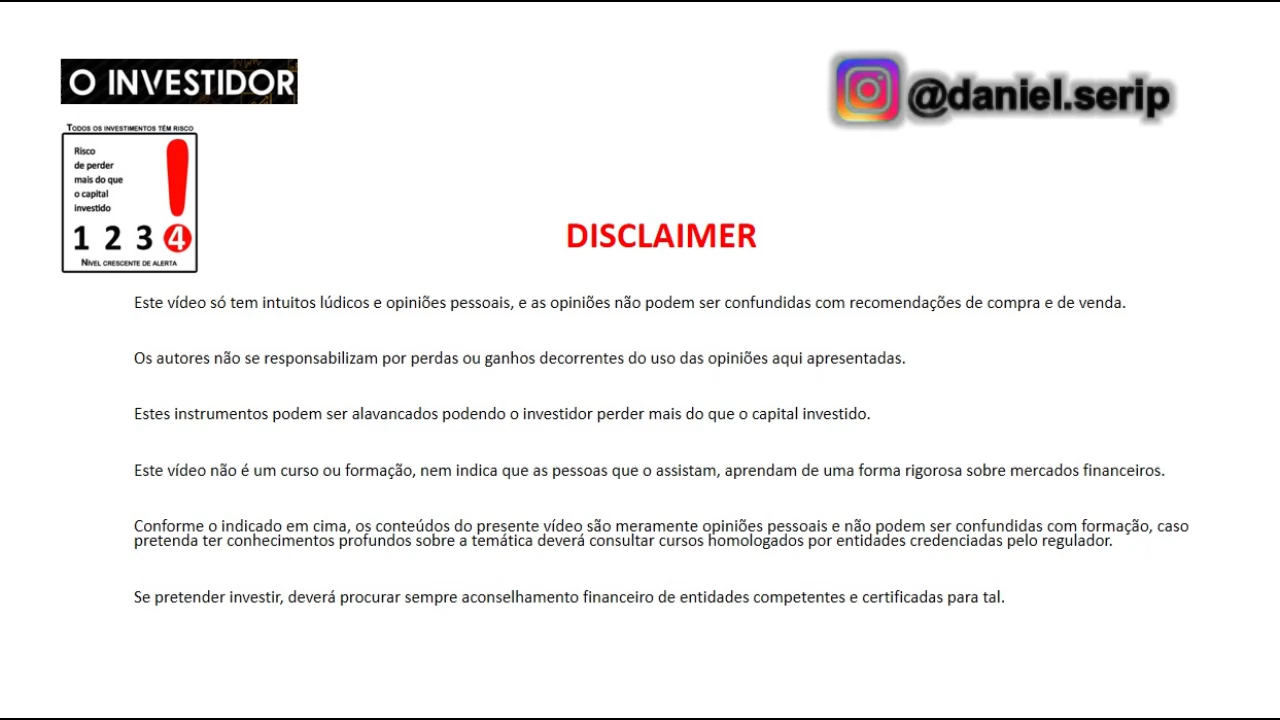 O INVESTIDOR
@daniel.serip
TODOS OS INVESTIMENTOS TÊM RISCO
Risco
de perder
mais do que
o capital
investido
!
1 2 3 4
NÍVEL CRESCENTE DE ALERTA
DISCLAIMER
Este vídeo só tem intuitos lúdicos e opiniões pessoais, e as opiniões não podem ser confundidas com recomendações de compra e de venda.
Os autores não se responsabilizam por perdas ou ganhos decorrentes do uso das opiniões aqui apresentadas.
Estes instrumentos podem ser alavancados podendo o investidor perder mais do que o capital investido.
Este vídeo não é um curso ou formação, nem indica que as pessoas que o assistam, aprendam de uma forma rigorosa sobre mercados financeiros.
Conforme o indicado em cima, os conteúdos do presente vídeo são meramente opiniões pessoais e não podem ser confundidas com formação, caso
pretenda ter conhecimentos profundos sobre a temática deverá consultar cursos homologados por entidades credenciadas pelo regulador.
Se pretender investir, deverá procurar sempre aconselhamento financeiro de entidades competentes e certificadas para tal.